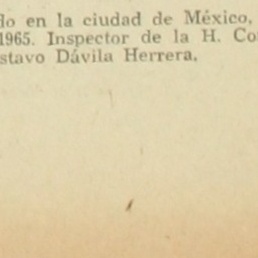 do en la ciudad de México,
1965. Inspector de la H. Co
stavo Dávila Herrera,